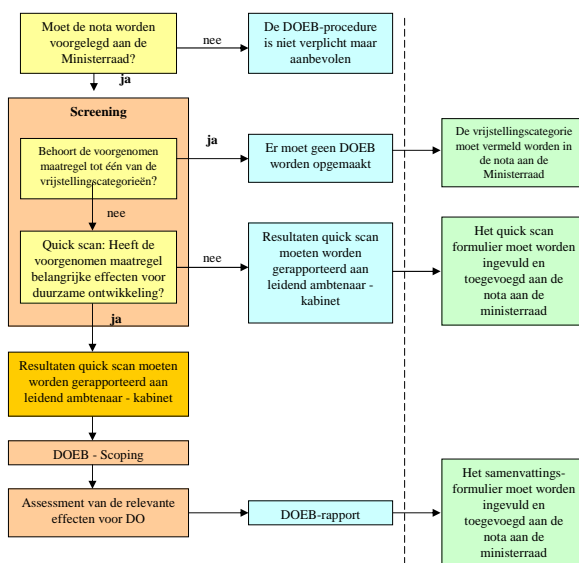 Moet de nota worden
voorgelegd aan de
Ministerraad?
nee
De DOEB-procedure
is niet verplicht maar
aanbevolen
ja
Screening
Behoort de voorgenomen
maatregel tot één van de
vrijstellingscategorieën?
ja
Er moet geen DOEB
worden opgemaakt
De vrijstellingscategorie
moet vermeld worden in
de nota aan de
Ministerraad
nee
Quick scan: Heeft de
voorgenomen maatregel
belangrijke effecten voor
duurzame ontwikkeling?
nee
Resultaten quick scan
moeten worden
gerapporteerd aan
leidend ambtenaar -
kabinet
Het quick scan
formulier moet worden
ingevuld en
toegevoegd aan de
nota aan de
ministerraad
ja
Resultaten quick scan moeten
worden gerapporteerd aan
leidend ambtenaar - kabinet
DOEB - Scoping
Assessment van de relevante
effecten voor DO
DOEB-rapport
Het samenvattings-
formulier moet worden
ingevuld en
toegevoegd aan de
nota aan de
ministerraad